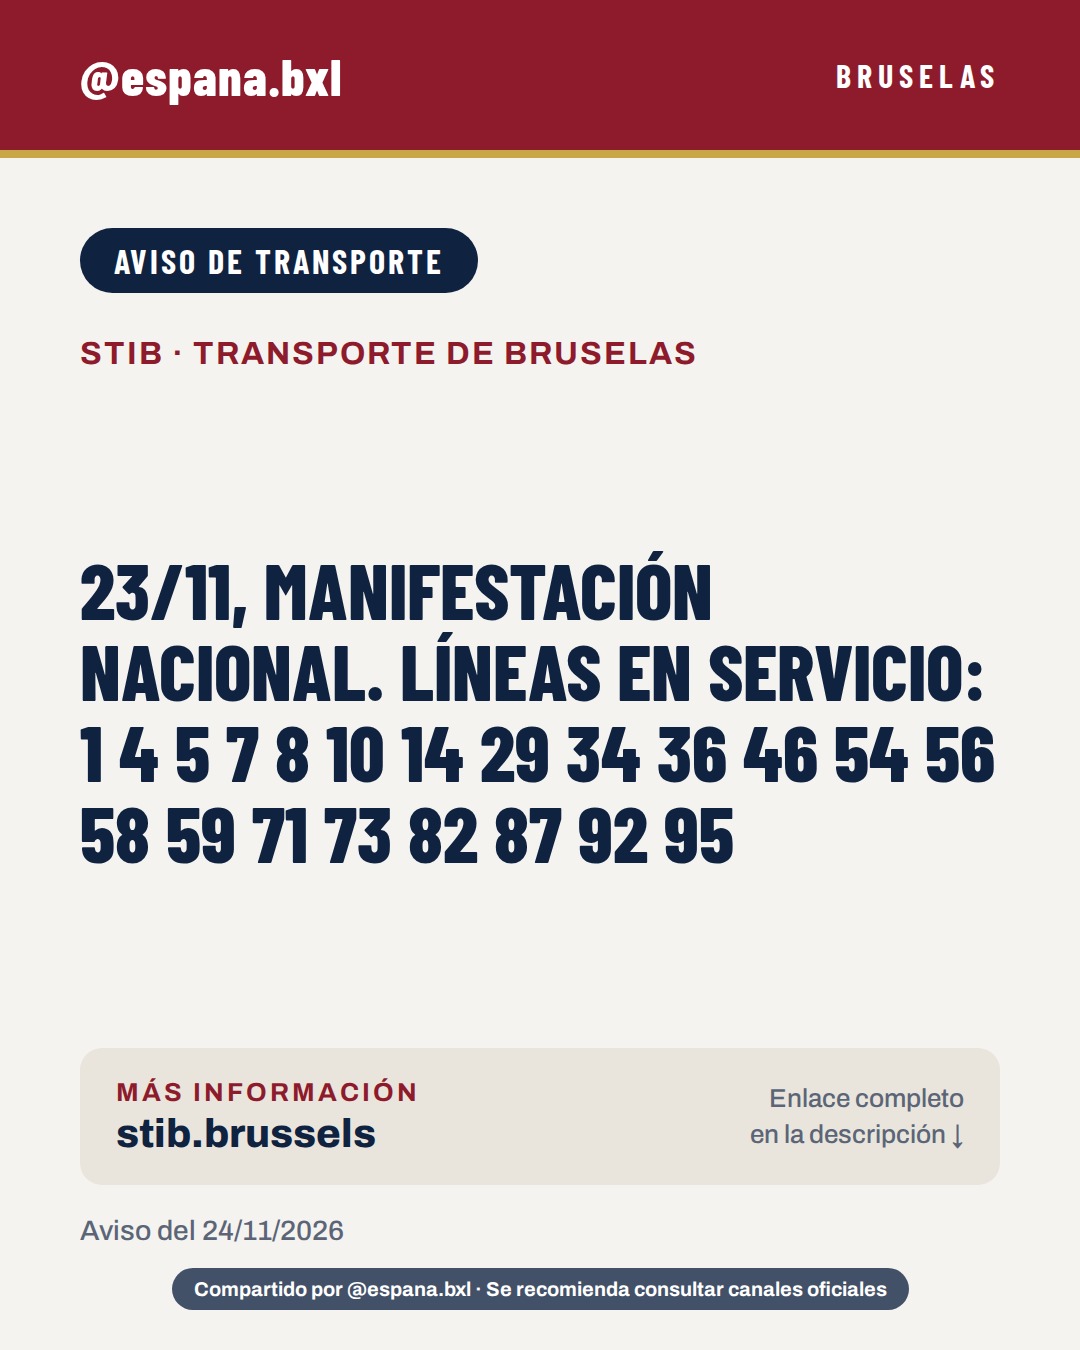 @espana.bxl
BRUSELAS
AVISO DE TRANSPORTE
STIB · TRANSPORTE DE BRUSELAS
23/11, MANIFESTACIÓN
NACIONAL. LÍNEAS EN SERVICIO:
1 4 5 7 8 10 14 29 34 36 46 54 56
58 59 71 73 82 87 92 95
MÁS INFORMACIÓN
stib.brussels
Enlace completo
en la descripción ↓
Aviso del 24/11/2026
Compartido por @espana.bxl · Se recomienda consultar canales oficiales